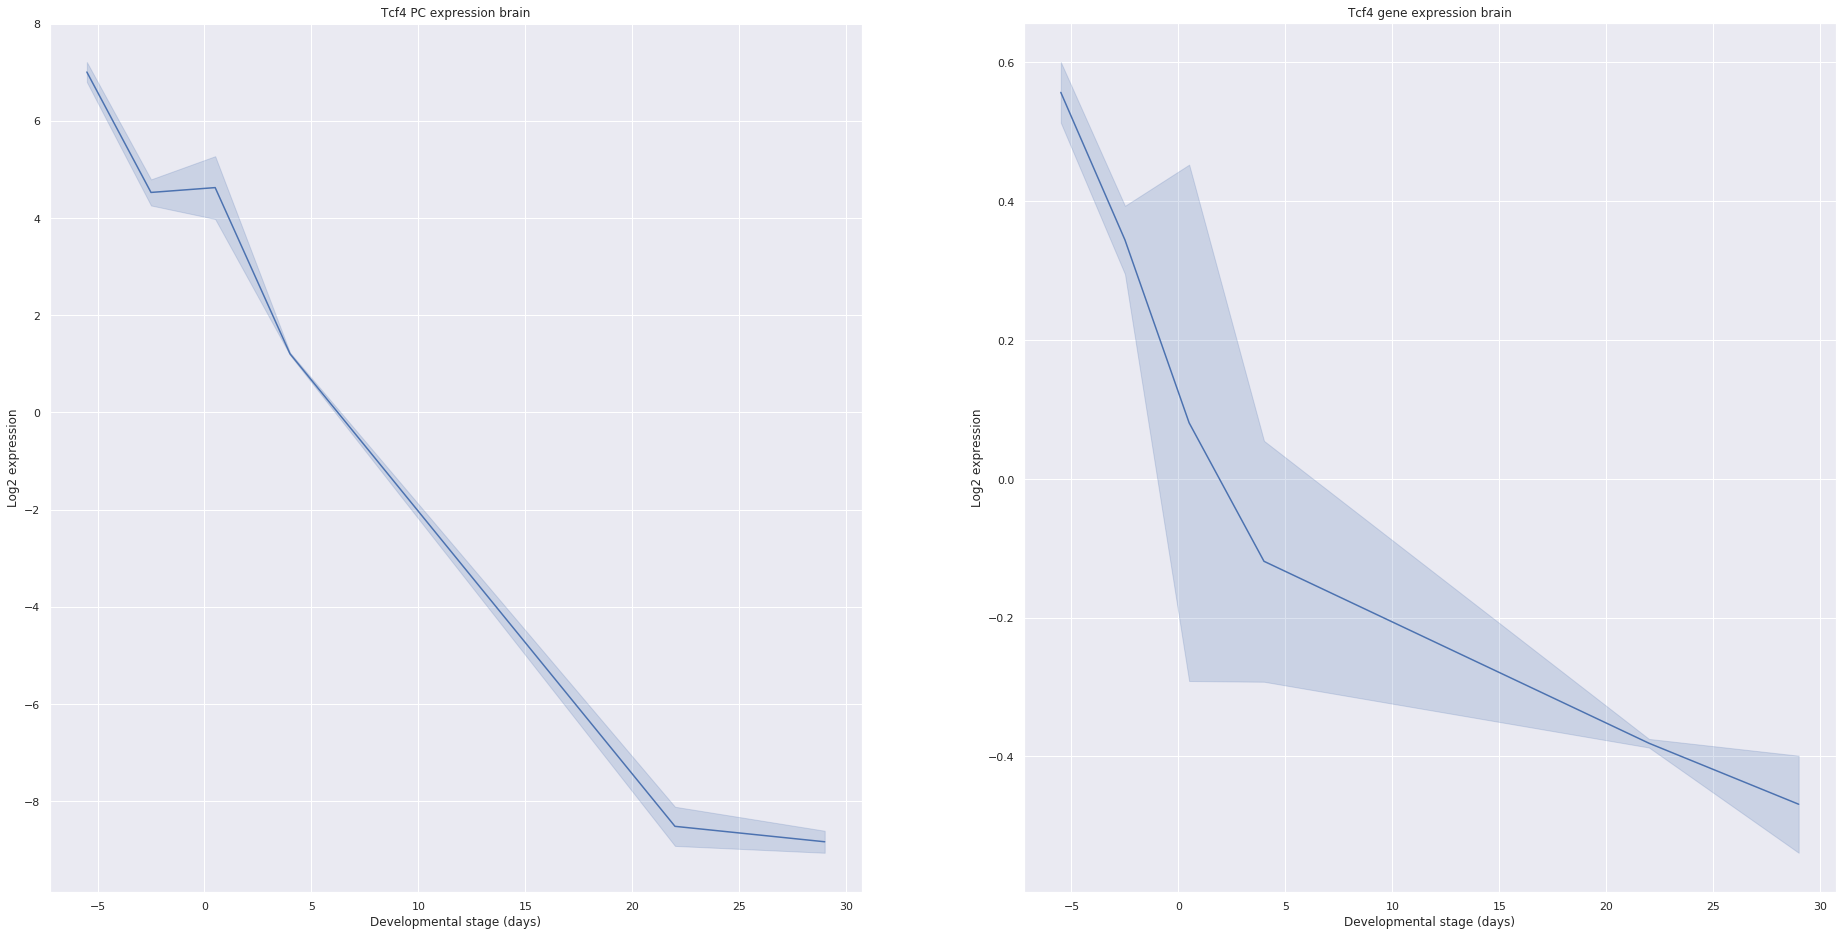 Tcf4 PC expression brain
Log2 expression
8
6
4
2
0
−2
−4
−6
−8
−5 0 5 10 15 20 25 30
Developmental stage (days)
Tcf4 gene expression brain
Log2 expression
0.6
0.4
0.2
0.0
−0.2
−0.4
−5 0 5 10 15 20 25 30
Developmental stage (days)